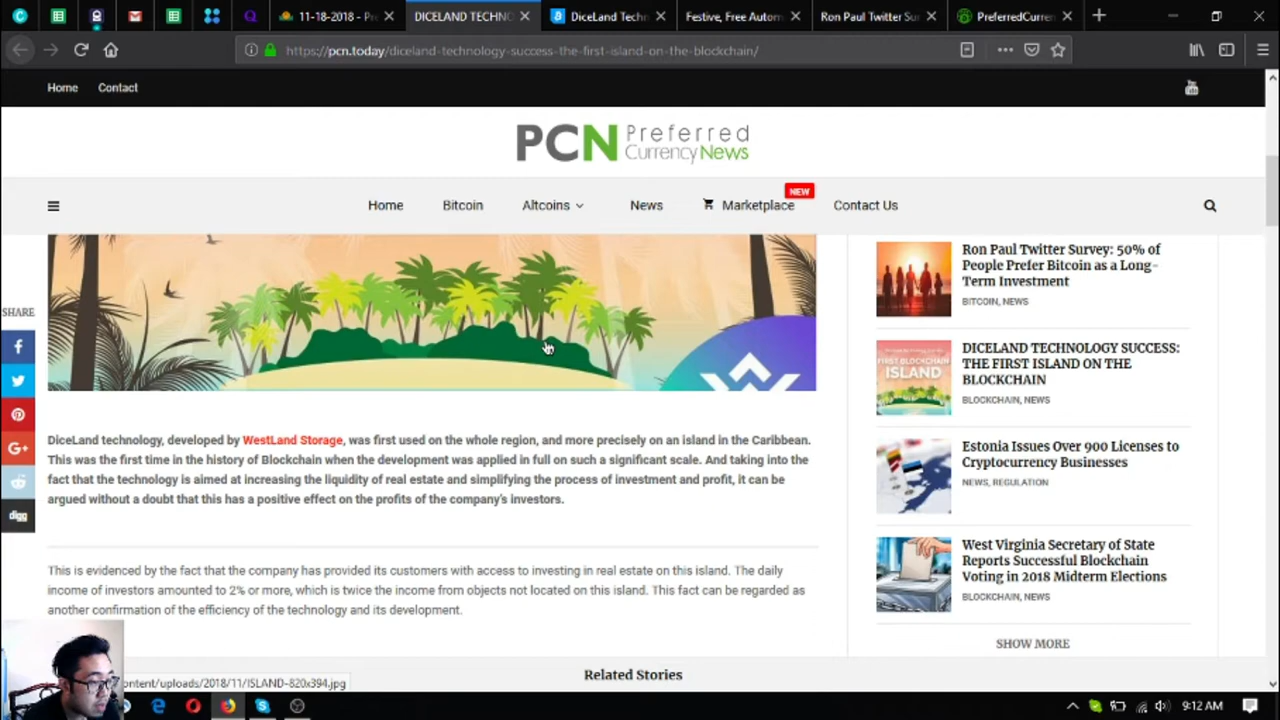 11-18-2018 - Pr
DICELAND TECHNO
DiceLand Techn
Festive, Free Autom
Ron Paul Twitter Su
PreferredCurren
https://pcn.today/diceland-technology-success-the-first-island-on-the-blockchain/
Home
Contact
PCN Preferred
Currency News
NEW
Home
Bitcoin
Altcoins
News
Marketplace
Contact Us
SHARE
DiceLand technology, developed by WestLand Storage, was first used on the whole region, and more precisely on an island in the Caribbean.
This was the first time in the history of Blockchain when the development was applied in full on such a significant scale. And taking into the
fact that the technology is aimed at increasing the liquidity of real estate and simplifying the process of investment and profit, it can be
argued without a doubt that this has a positive effect on the profits of the company's investors.
This is evidenced by the fact that the company has provided its customers with access to investing in real estate on this island. The daily
income of investors amounted to 2% or more, which is twice the income from objects not located on this island. This fact can be regarded as
another confirmation of the efficiency of the technology and its development.
Ron Paul Twitter Survey: 50% of
People Prefer Bitcoin as a Long-
Term Investment
BITCOIN, NEWS
FIRST BLOCKCHAIN
ISLAND
DICELAND TECHNOLOGY SUCCESS:
THE FIRST ISLAND ON THE
BLOCKCHAIN
BLOCKCHAIN, NEWS
Estonia Issues Over 900 Licenses to
Cryptocurrency Businesses
NEWS, REGULATION
West Virginia Secretary of State
Reports Successful Blockchain
Voting in 2018 Midterm Elections
BLOCKCHAIN, NEWS
SHOW MORE
digg
Related Stories
content/uploads/2018/11/ISLAND-820x394.jpg
9:12 AM